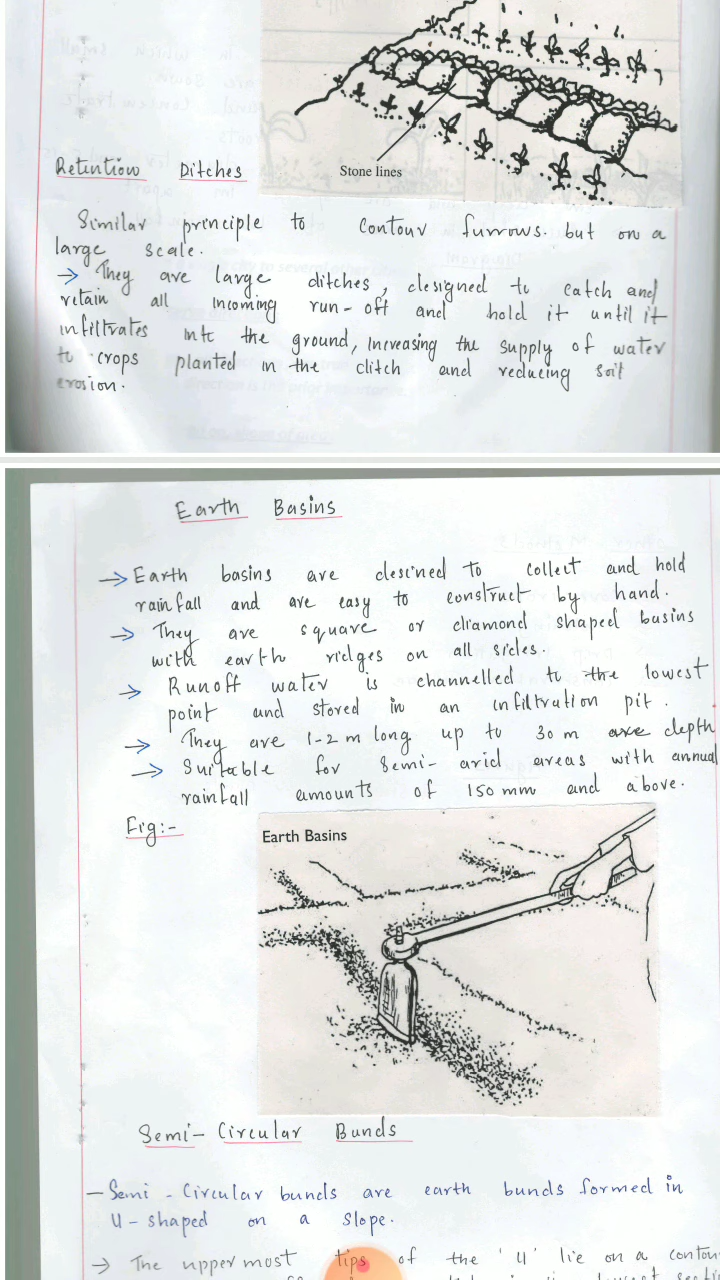 Stone lines
Retention Ditches
Similar principle to contour furrows. but on a
large scale.
→ They are large ditches, designed to catch and
retain all incoming run-off and hold it until it
infiltrates into the ground, increasing the supply of water
to crops planted in the ditch and reducing soil
erosion.
Earth Basins
→ Earth basins are desined to collect and hold
rainfall and are easy to construct by hand.
→ They are square or diamond shaped basins
with earth ridges on all sides.
→ Runoff water is channelled to the lowest
point and stored in an infiltration pit.
→ They are 1-2 m long up to 30 m are depth
→ Suitable for semi-arid areas with annual
rainfall amounts of 150 mm and above.
Fig:-
Earth Basins
Semi-Circular Bunds
– Semi-Circular bunds are earth bunds formed in
U-shaped on a slope.
→ The uppermost tips of the 'U' lie on a contour